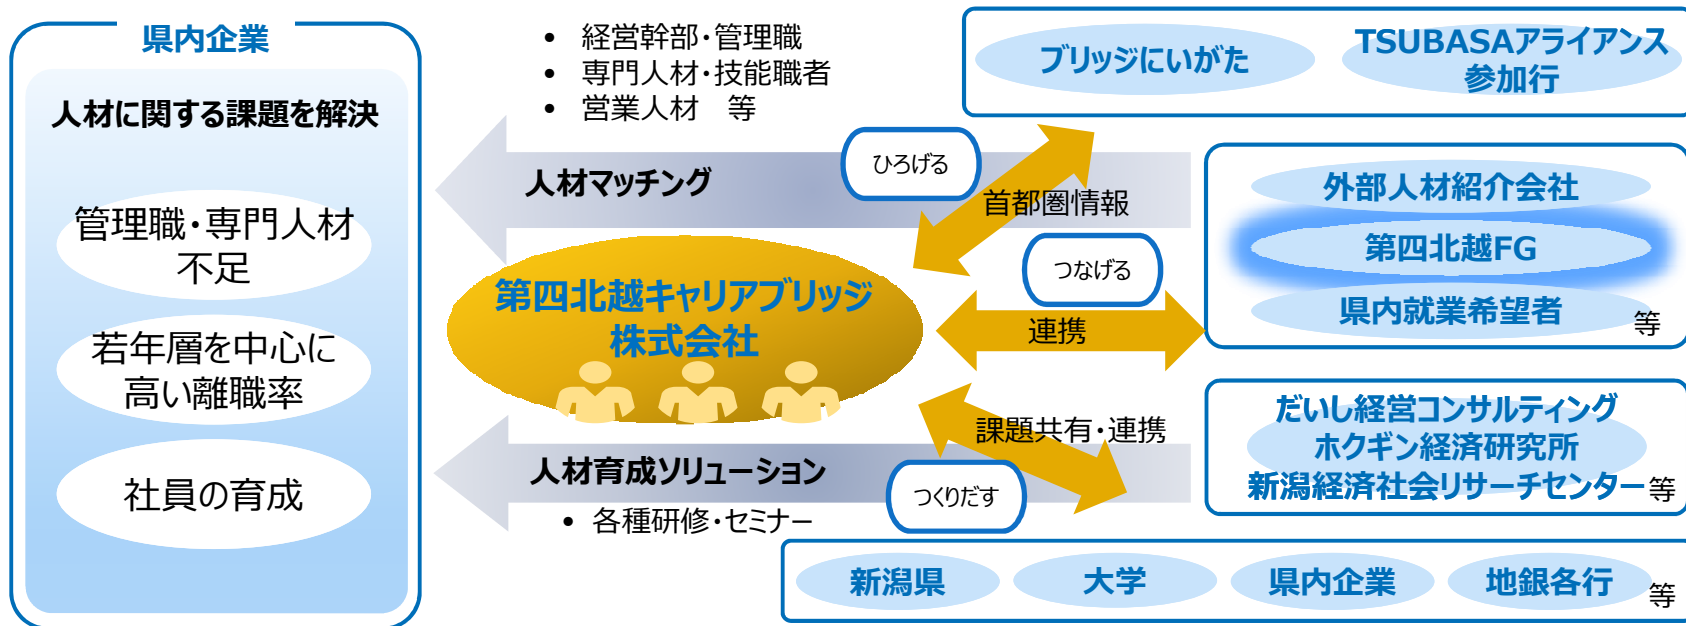 県内企業
人材に関する課題を解決
管理職・専門人材
不足
若年層を中心に
高い離職率
社員の育成
• 経営幹部・管理職
• 専門人材・技能職者
• 営業人材　等
人材マッチング
ひろげる
首都圏情報
第四北越キャリアブリッジ
株式会社
つなげる
連携
課題共有・連携
人材育成ソリューション
つくりだす
• 各種研修・セミナー
ブリッジにいがた
TSUBASAアライアンス
参加行
外部人材紹介会社
第四北越FG
県内就業希望者
等
だいし経営コンサルティング
ホクギン経済研究所
新潟経済社会リサーチセンター 等
新潟県
大学
県内企業
地銀各行
等